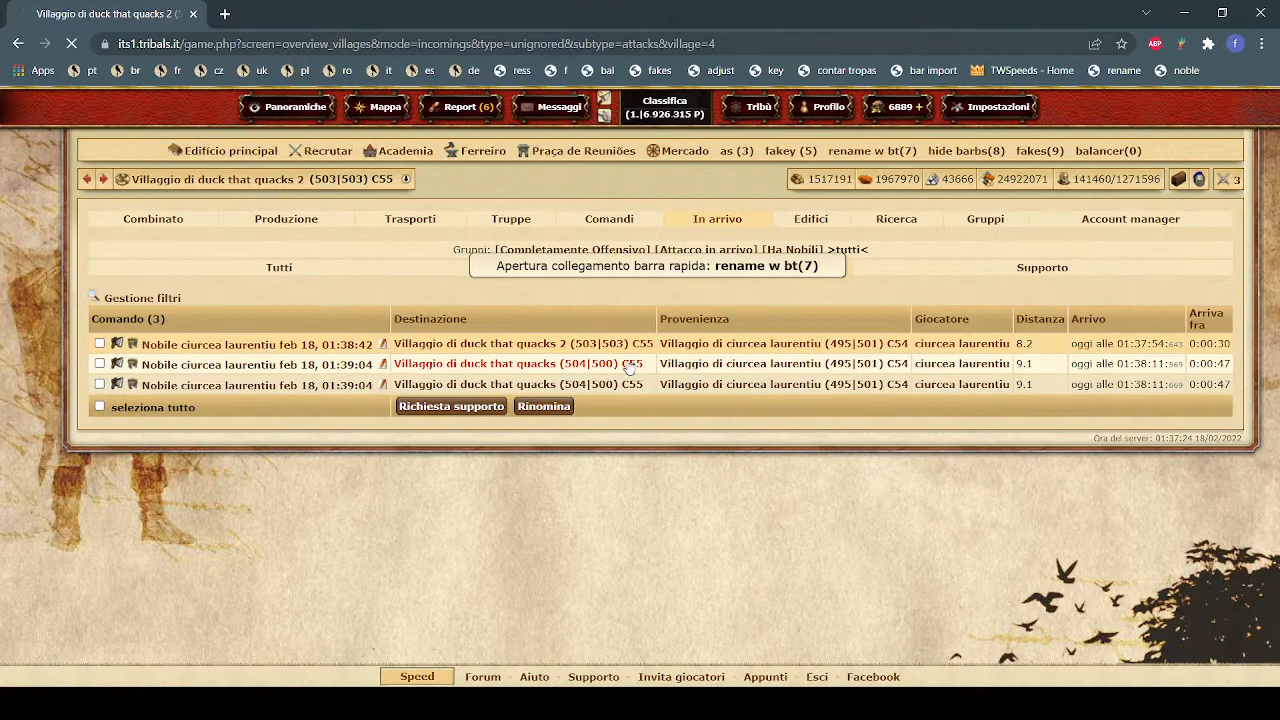 Villaggio di duck that quacks 2 (
its1.tribals.it/game.php?screen=overview_villages&mode=incomings&type=unignored&subtype=attacks&village=4
ABP f
Apps pt br fr cz uk pl ro it es de ress f bal fakes adjust key contar tropas bar import TWSpeeds - Home rename noble
Panoramiche Mappa Report (6) Messaggi Classifica (1.|6.926.315 P) Tribù Profilo 6889 + Impostazioni
Edifício principal Recrutar Academia Ferreiro Praça de Reuniões Mercado as (3) fakey (5) rename w bt(7) hide barbs(8) fakes(9) balancer(0)
Villaggio di duck that quacks 2 (503|503) C55 1517191 1967970 43666 24922071 141460/1271596 3
Combinato Produzione Trasporti Truppe Comandi In arrivo Edifici Ricerca Gruppi Account manager
Gruppi: [Completamente Offensivo] [Attacco in arrivo] [Ha Nobili] >tutti<
Apertura collegamento barra rapida: rename w bt(7)
Tutti Supporto
Gestione filtri
Comando (3) Destinazione Provenienza Giocatore Distanza Arrivo Arriva fra
Nobile ciurcea laurentiu feb 18, 01:38:42 Villaggio di duck that quacks 2 (503|503) C55 Villaggio di ciurcea laurentiu (495|501) C54 ciurcea laurentiu 8.2 oggi alle 01:37:54:643 0:00:30
Nobile ciurcea laurentiu feb 18, 01:39:04 Villaggio di duck that quacks (504|500) C55 Villaggio di ciurcea laurentiu (495|501) C54 ciurcea laurentiu 9.1 oggi alle 01:38:11:569 0:00:47
Nobile ciurcea laurentiu feb 18, 01:39:04 Villaggio di duck that quacks (504|500) C55 Villaggio di ciurcea laurentiu (495|501) C54 ciurcea laurentiu 9.1 oggi alle 01:38:11:669 0:00:47
seleziona tutto Richiesta supporto Rinomina
Ora del server: 01:37:24 18/02/2022
Speed Forum - Aiuto - Supporto - Invita giocatori - Appunti - Esci - Facebook